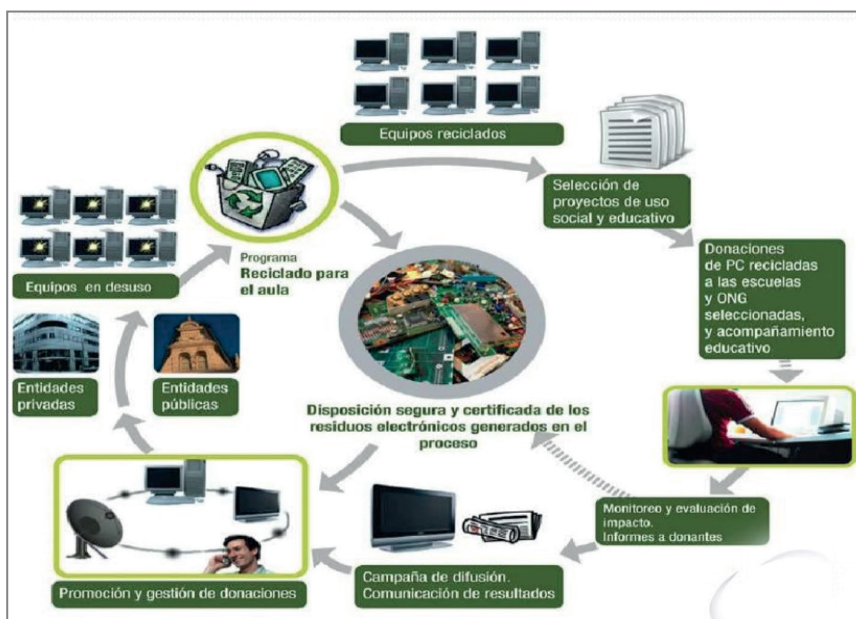 Equipos reciclados
Selección de
proyectos de uso
social y educativo
Donaciones
de PC recicladas
a las escuelas
y ONG
seleccionadas,
y acompañamiento
educativo
Monitoreo y evaluación de
impacto.
Informes a donantes
Campaña de difusión.
Comunicación de resultados
Promoción y gestión de donaciones
Entidades
privadas
Entidades
públicas
Equipos en desuso
Programa
Reciclado para
el aula
Disposición segura y certificada de los
residuos electrónicos generados en el
proceso